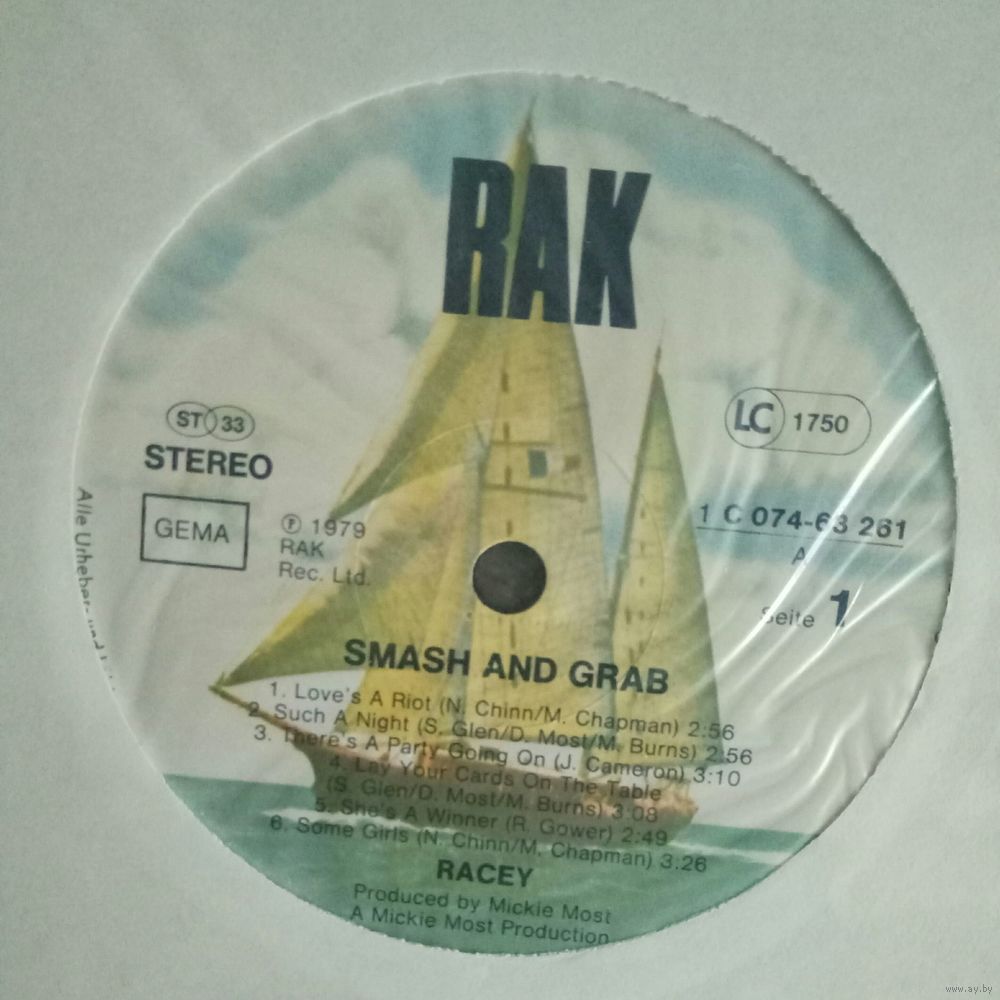 RAK
ST 33
STEREO
GEMA
Ⓟ 1979
RAK
Rec. Ltd.
LC 1750
1 C 074-63 261
A
Seite 1
Alle Urheber- und
SMASH AND GRAB
1. Love's A Riot (N. Chinn/M. Chapman) 2:56
2. Such A Night (S. Glen/D. Most/M. Burns) 2:56
3. There's A Party Going On (J. Cameron) 3:10
4. Lay Your Cards On The Table
(S. Glen/D. Most/M. Burns) 3:08
5. She's A Winner (R. Gower) 2:49
6. Some Girls (N. Chinn/M. Chapman) 3:26
RACEY
Produced by Mickie Most
A Mickie Most Production
www.ay.by